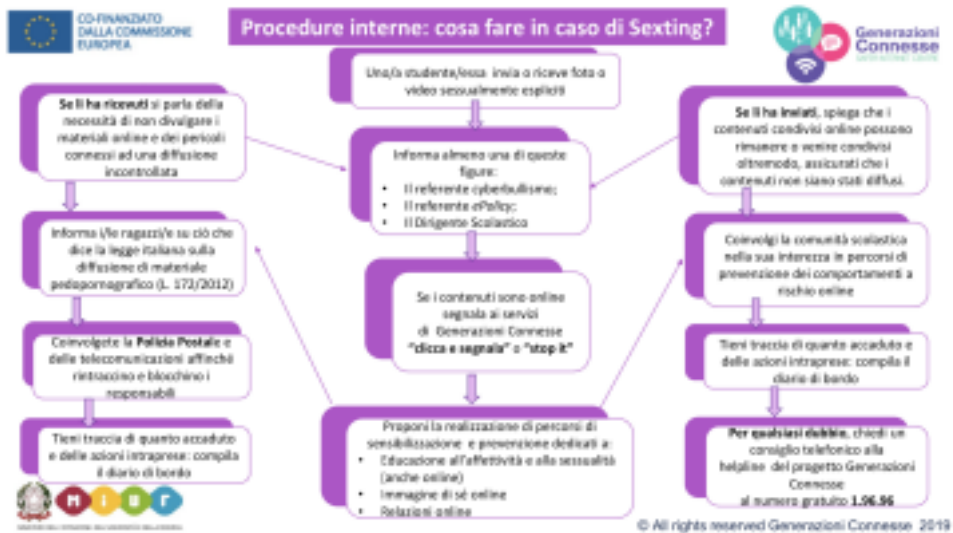 CO-FINANZIATO
DALLA COMMISSIONE
EUROPEA
Procedure interne: cosa fare in caso di Sexting?
Generazioni
Connesse
Una/a studente/essa invia o riceve foto o
video sessualmente espliciti
Se li ha ricevuti si parla della
necessità di non divulgare i
materiali online e dei pericoli
connessi ad una diffusione
incontrollata
Informa i/le ragazzi/e su ciò che
dice la legge italiana sulla
diffusione di materiale
pedopornografico (L. 172/2012)
Coinvolgete la Polizia Postale e
delle telecomunicazioni affinché
rintraccino e blocchino i
responsabili
Tieni traccia di quanto accaduto
e delle azioni intraprese: compila
il diario di bordo
Informa almeno una di queste
figure:
• Il referente cyberbullismo;
• Il referente ePolicy;
• Il Dirigente Scolastico
Se i contenuti sono online
segnala ai servizi
di Generazioni Connesse
"clicca e segnala" o "stop it"
Proponi la realizzazione di percorsi di
sensibilizzazione e prevenzione dedicati a:
• Educazione all'affettività e alla sessualità
(anche online)
• Immagine di sé online
• Relazioni online
Se li ha inviati, spiega che i
contenuti condivisi online possono
rimanere o venire condivisi
oltremodo, assicurati che i
contenuti non siano stati diffusi.
Coinvolgi la comunità scolastica
nella sua interezza in percorsi di
prevenzione dei comportamenti a
rischio online
Tieni traccia di quanto accaduto e
delle azioni intraprese: compila il
diario di bordo
Per qualsiasi dubbio, chiedi un
consiglio telefonico alla
helpline del progetto Generazioni
Connesse
al numero gratuito 1.96.96
MIUR
© All rights reserved Generazioni Connesse 2019